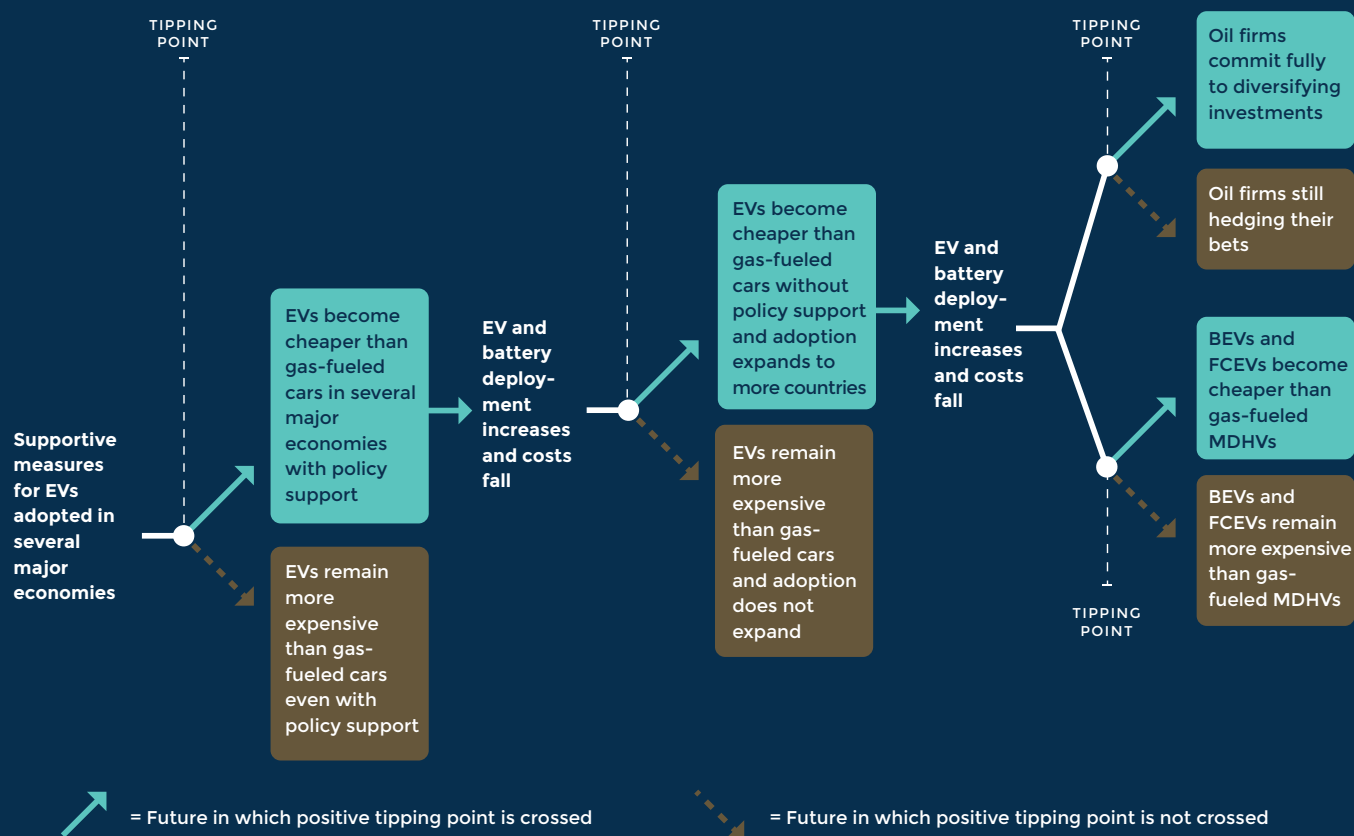 TIPPING
POINT
TIPPING
POINT
TIPPING
POINT
Supportive
measures
for EVs
adopted in
several
major
economies
EVs become
cheaper than
gas-fueled
cars in several
major
economies
with policy
support
EVs remain
more
expensive
than gas-
fueled cars
even with
policy support
EV and
battery
deploy-
ment
increases
and costs
fall
EVs become
cheaper than
gas-fueled
cars without
policy support
and adoption
expands to
more countries
EVs remain
more
expensive
than gas-
fueled cars
and adoption
does not
expand
EV and
battery
deploy-
ment
increases
and costs
fall
Oil firms
commit fully
to diversifying
investments
Oil firms still
hedging their
bets
BEVs and
FCEVs become
cheaper than
gas-fueled
MDHVs
BEVs and
FCEVs remain
more expensive
than gas-
fueled MDHVs
TIPPING
POINT
= Future in which positive tipping point is crossed
= Future in which positive tipping point is not crossed